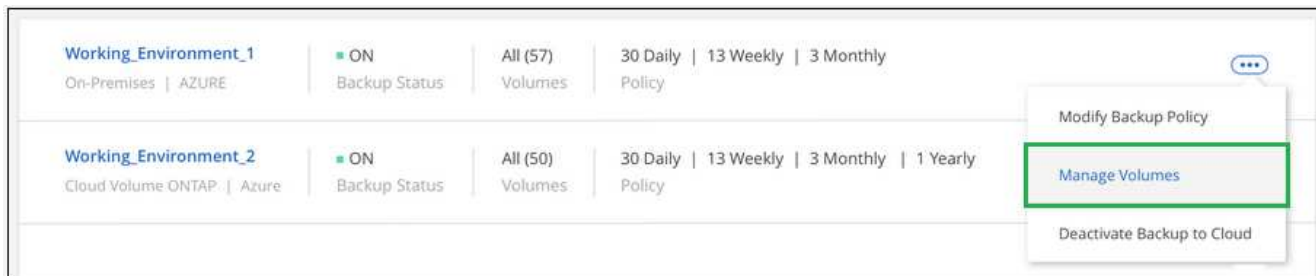 Working_Environment_1
On-Premises | AZURE
ON
Backup Status
All (57)
Volumes
30 Daily | 13 Weekly | 3 Monthly
Policy
Modify Backup Policy
Working_Environment_2
Cloud Volume ONTAP | Azure
ON
Backup Status
All (50)
Volumes
30 Daily | 13 Weekly | 3 Monthly | 1 Yearly
Policy
Manage Volumes
Deactivate Backup to Cloud